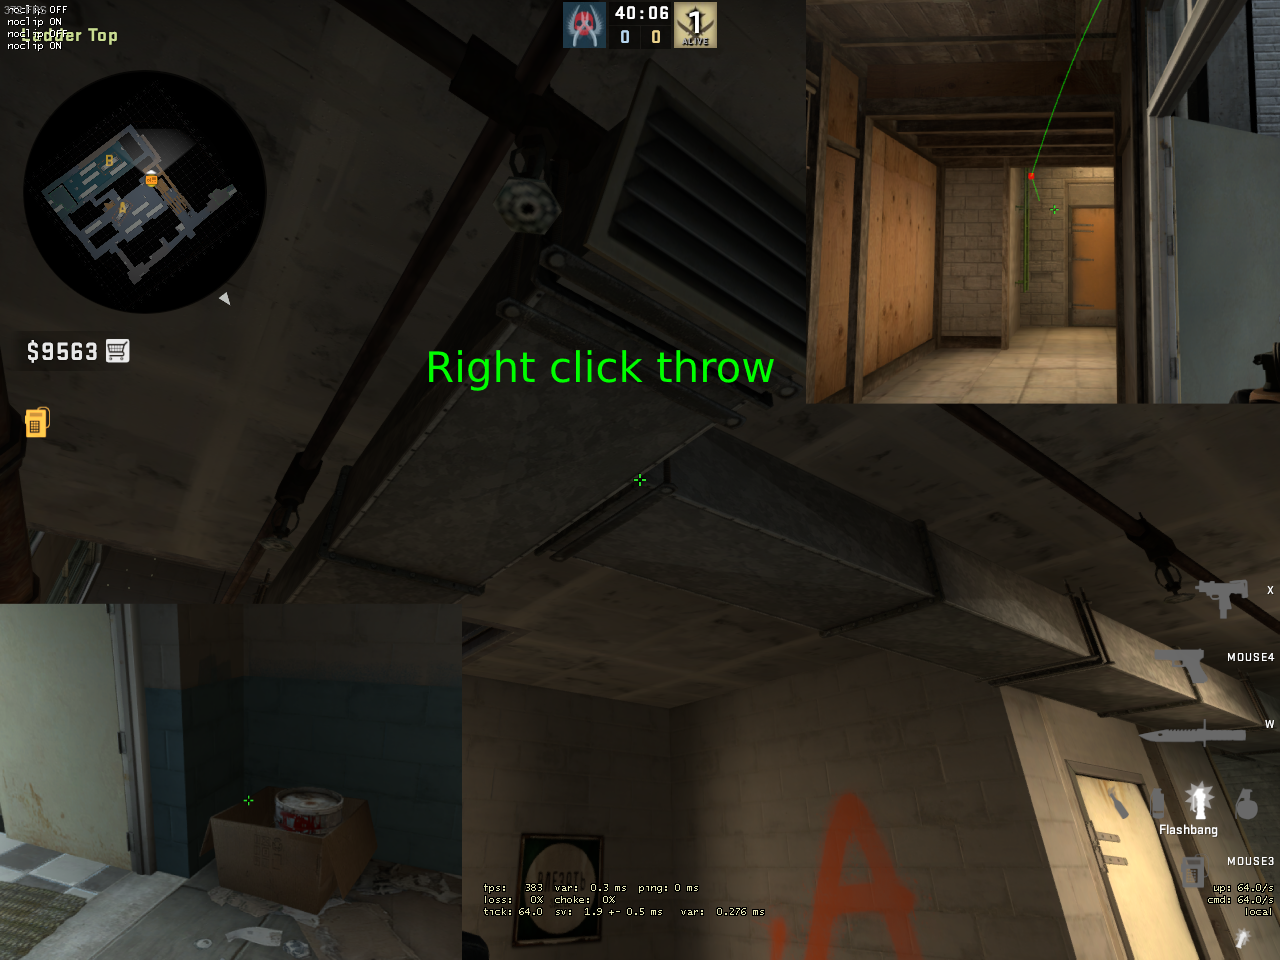 noclip OFF
noclip ON
noclip OFF
Ladder Top
noclip ON
40:06
0 0
1
ALIVE
B
A
$9563
Right click throw
X
MOUSE4
W
Flashbang
MOUSE3
A
fps: 383 var: 0.3 ms ping: 0 ms
loss: 0% choke: 0%
tick: 64.0 sv: 1.9 +- 0.5 ms var: 0.276 ms
up: 64.0/s
cmd: 64.0/s
local